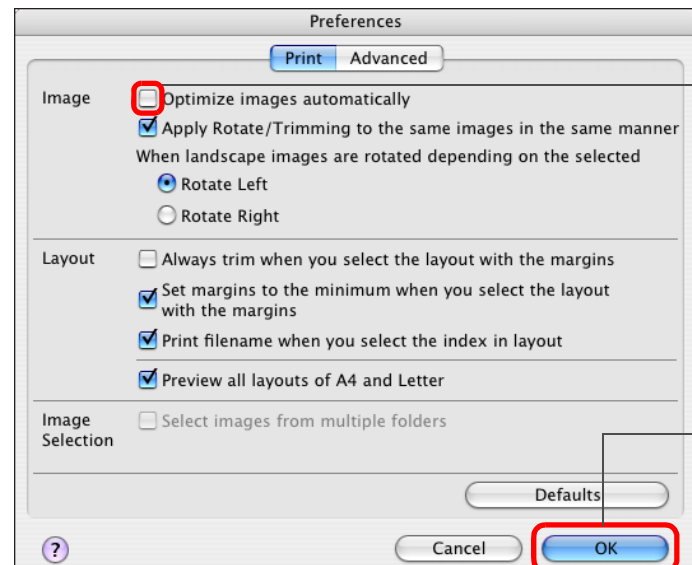 Preferences
Print Advanced
Image Optimize images automatically
Apply Rotate/Trimming to the same images in the same manner
When landscape images are rotated depending on the selected
Rotate Left
Rotate Right
Layout Always trim when you select the layout with the margins
Set margins to the minimum when you select the layout
with the margins
Print filename when you select the index in layout
Preview all layouts of A4 and Letter
Image Select images from multiple folders
Selection
Defaults
? Cancel OK